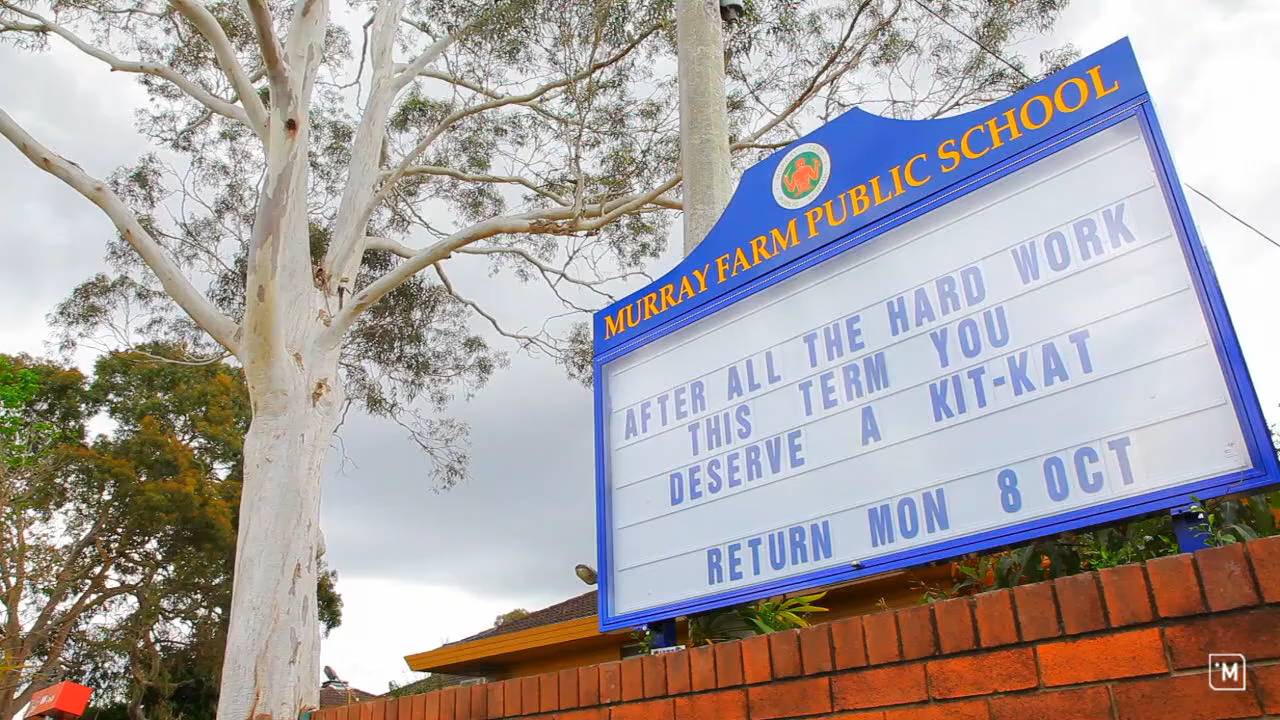 MURRAY FARM PUBLIC SCHOOL
AFTER ALL THE HARD WORK
THIS TERM YOU
DESERVE A KIT-KAT
RETURN MON 8 OCT
'M